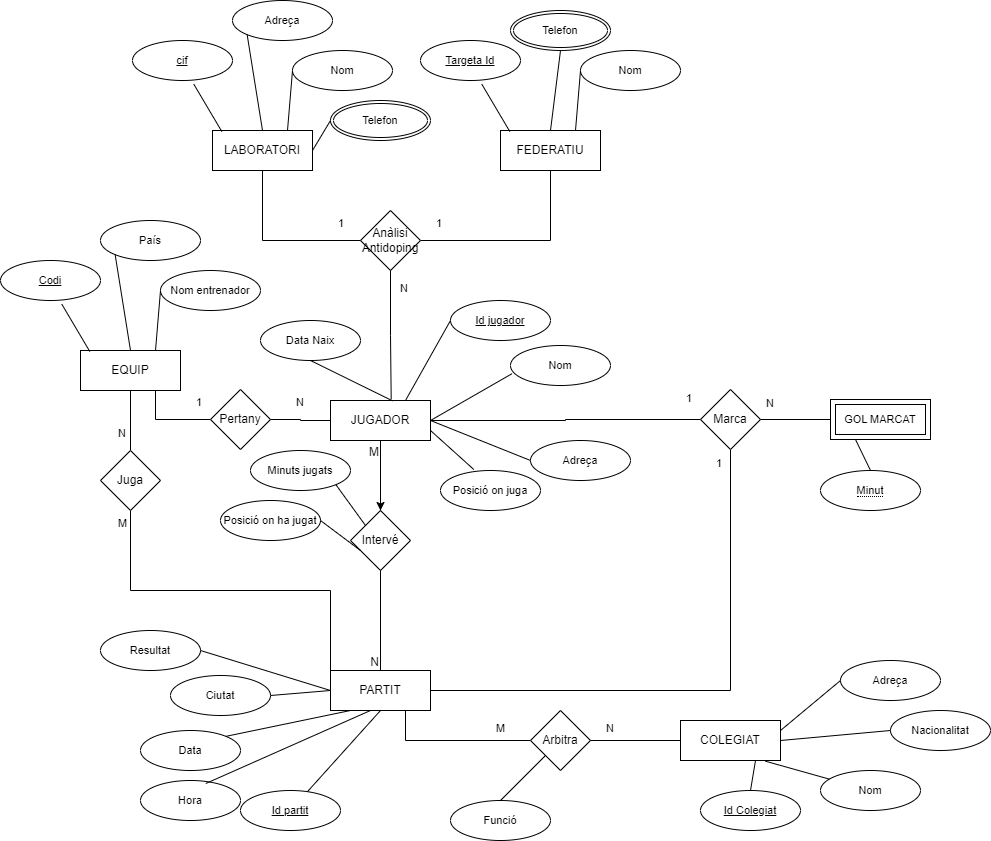 Adreça
cif
Nom
Telefon
LABORATORI
Targeta Id
Telefon
Nom
FEDERATIU
1
Anàlisi
Antidoping
1
N
País
Codi
Nom entrenador
EQUIP
Data Naix
Id jugador
Nom
1
Pertany
N
JUGADOR
1
Marca
N
GOL MARCAT
N
Juga
M
M
Minuts jugats
Posició on ha jugat
Intervé
Adreça
Posició on juga
1
Minut
N
Resultat
Ciutat
PARTIT
Data
Hora
Id partit
M
Arbitra
N
Funció
COLEGIAT
Adreça
Nacionalitat
Nom
Id Colegiat